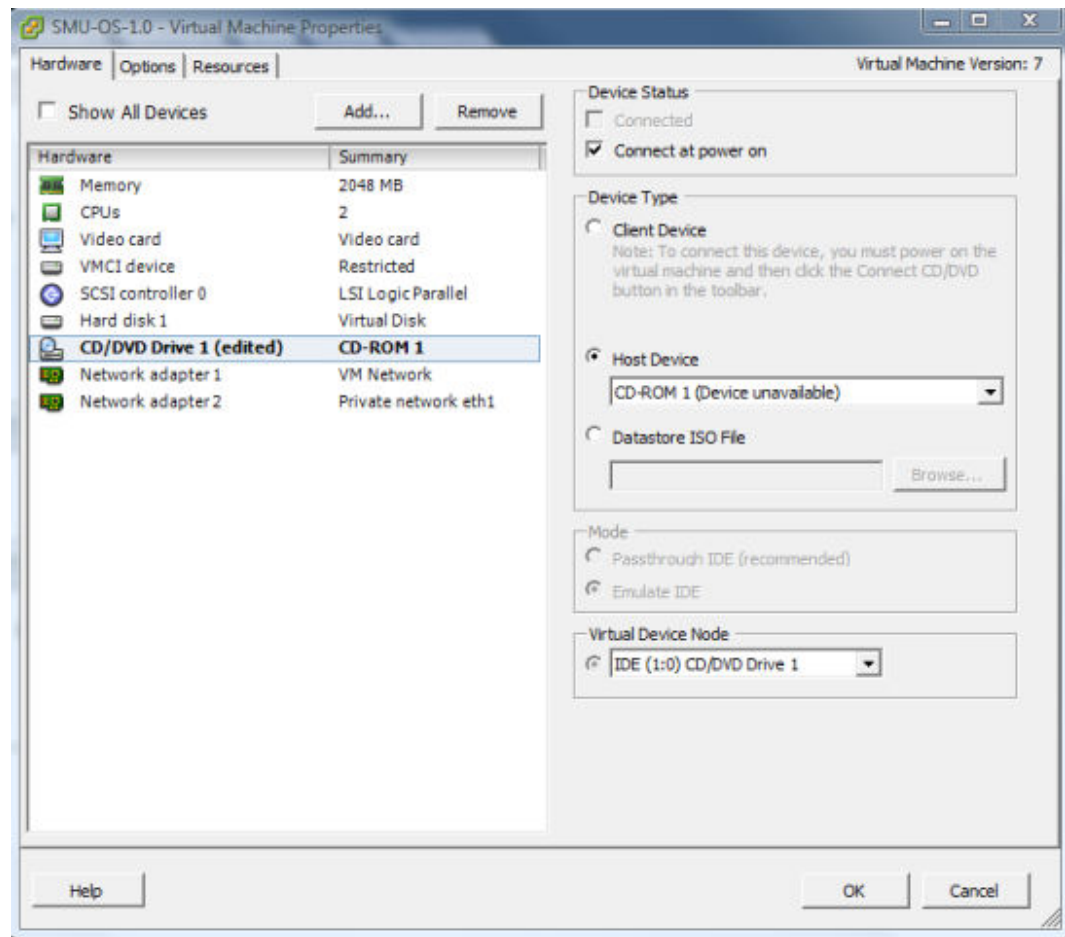 SMU-OS-1.0 - Virtual Machine Properties
Hardware Options Resources
Virtual Machine Version: 7
Show All Devices
Add...
Remove
Hardware Summary
Memory 2048 MB
CPUs 2
Video card Video card
VMCI device Restricted
SCSI controller 0 LSI Logic Parallel
Hard disk 1 Virtual Disk
CD/DVD Drive 1 (edited) CD-ROM 1
Network adapter 1 VM Network
Network adapter 2 Private network eth1
Device Status
Connected
Connect at power on
Device Type
Client Device
Note: To connect this device, you must power on the
virtual machine and then click the Connect CD/DVD
button in the toolbar.
Host Device
CD-ROM 1 (Device unavailable)
Datastore ISO File
Browse...
Mode
Passthrough IDE (recommended)
Emulate IDE
Virtual Device Node
IDE (1:0) CD/DVD Drive 1
Help
OK
Cancel